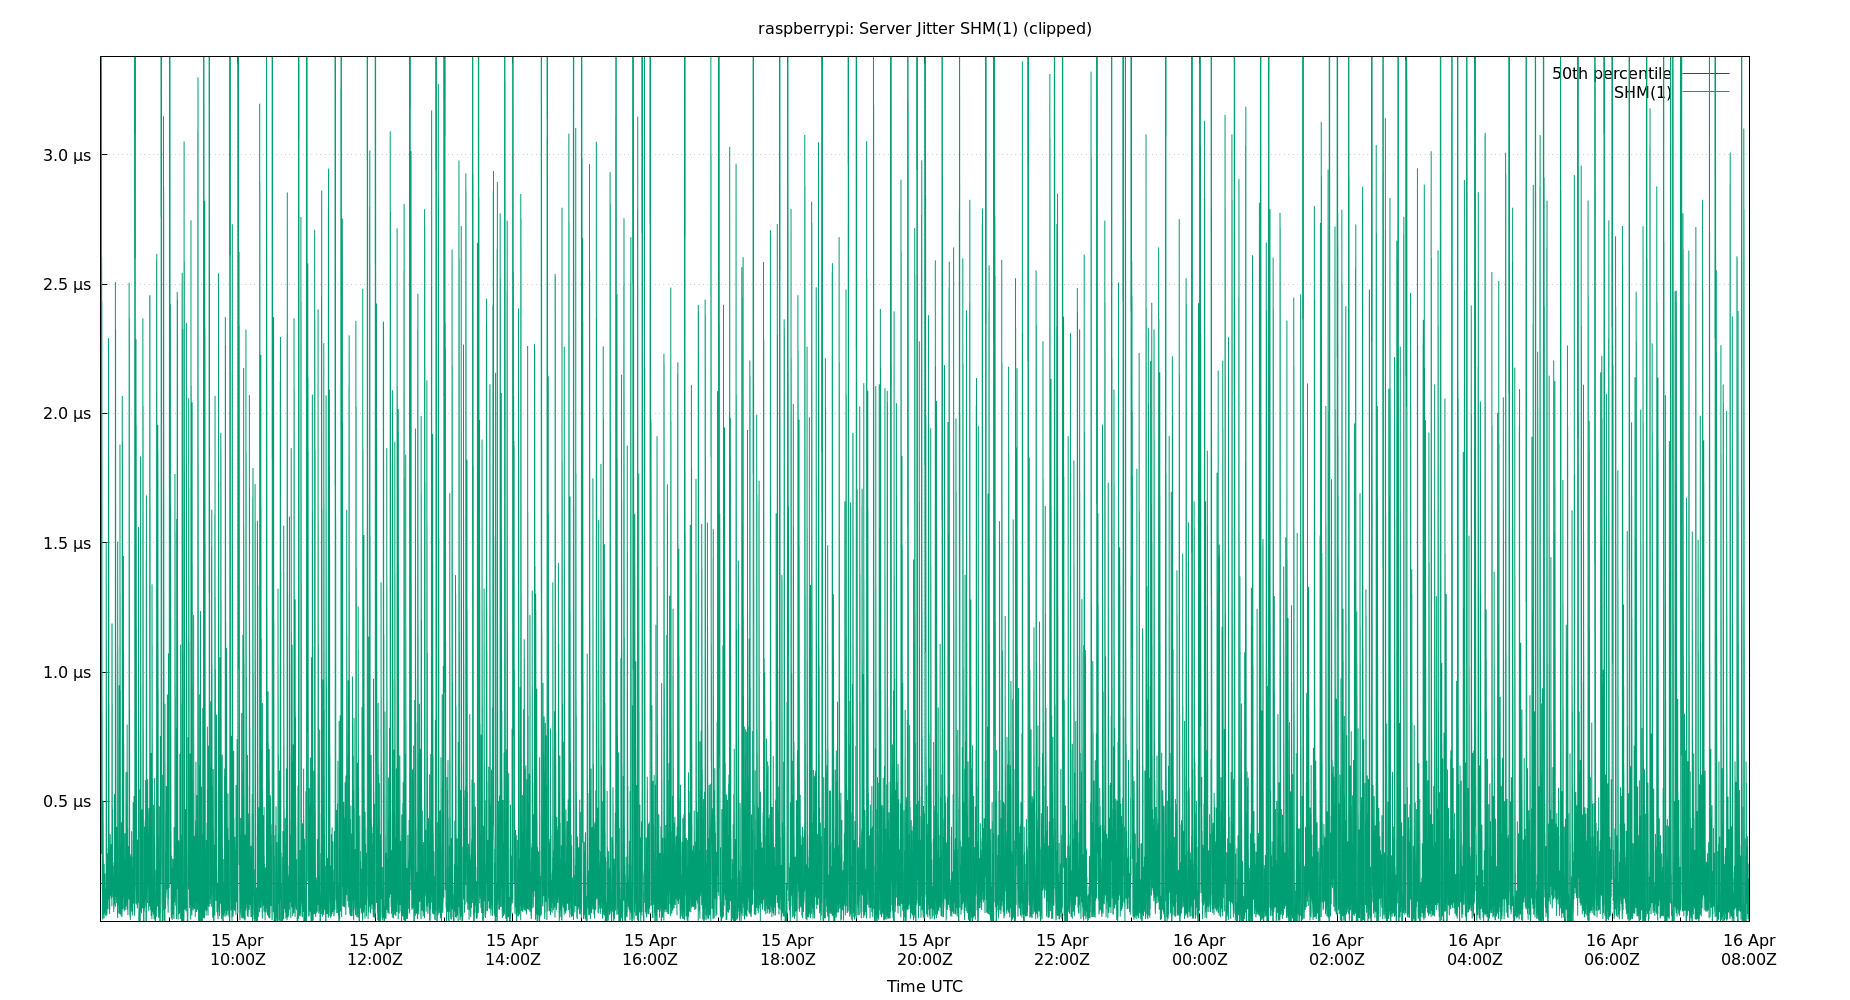 raspberrypi: Server Jitter SHM(1) (clipped)
50th percentile
SHM(1)
3.0 µs
2.5 µs
2.0 µs
1.5 µs
1.0 µs
0.5 µs
15 Apr 15 Apr 15 Apr 15 Apr 15 Apr 15 Apr 15 Apr 16 Apr 16 Apr 16 Apr 16 Apr 16 Apr
10:00Z 12:00Z 14:00Z 16:00Z 18:00Z 20:00Z 22:00Z 00:00Z 02:00Z 04:00Z 06:00Z 08:00Z
Time UTC